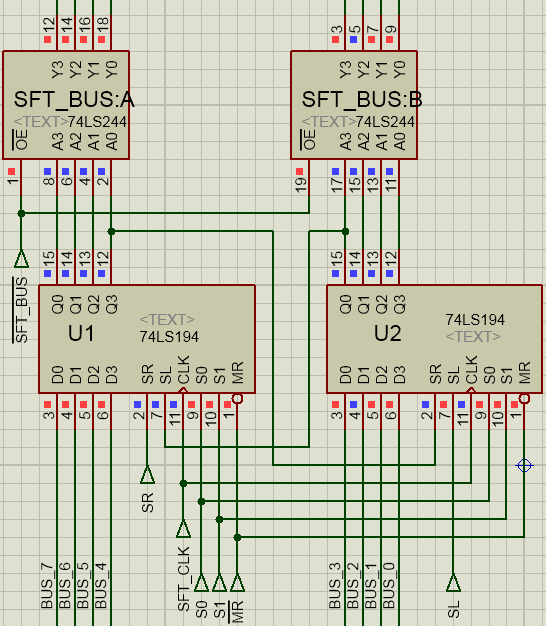 12 14 16 18 3 5 7 9
Y3 Y2 Y1 Y0 Y3 Y2 Y1 Y0
SFT_BUS:A SFT_BUS:B
<TEXT> 74LS244 <TEXT> 74LS244
OE A3 A2 A1 A0 OE A3 A2 A1 A0
1 8 6 4 2 19 17 15 13 11
SFT_BUS
15 14 13 12 15 14 13 12
Q0 Q1 Q2 Q3 Q0 Q1 Q2 Q3
U1 <TEXT> U2 74LS194
74LS194 <TEXT>
D0 D1 D2 D3 SR SL CLK S0 S1 MR D0 D1 D2 D3 SR SL CLK S0 S1 MR
3 4 5 6 2 7 11 9 10 1 3 4 5 6 2 7 11 9 10 1
SR
BUS_7 BUS_6 BUS_5 BUS_4 SFT_CLK S0 S1 MR BUS_3 BUS_2 BUS_1 BUS_0 SL